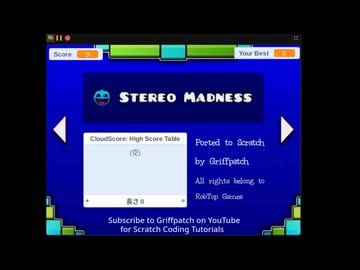 Score 0
Your Best 0
STEREO MADNESS
CloudScore: High Score Table
(空)
+ 長さ 0 =
Ported to Scratch
by Griffpatch
All rights belong to
RobTop Games
Subscribe to Griffpatch on YouTube
for Scratch Coding Tutorials